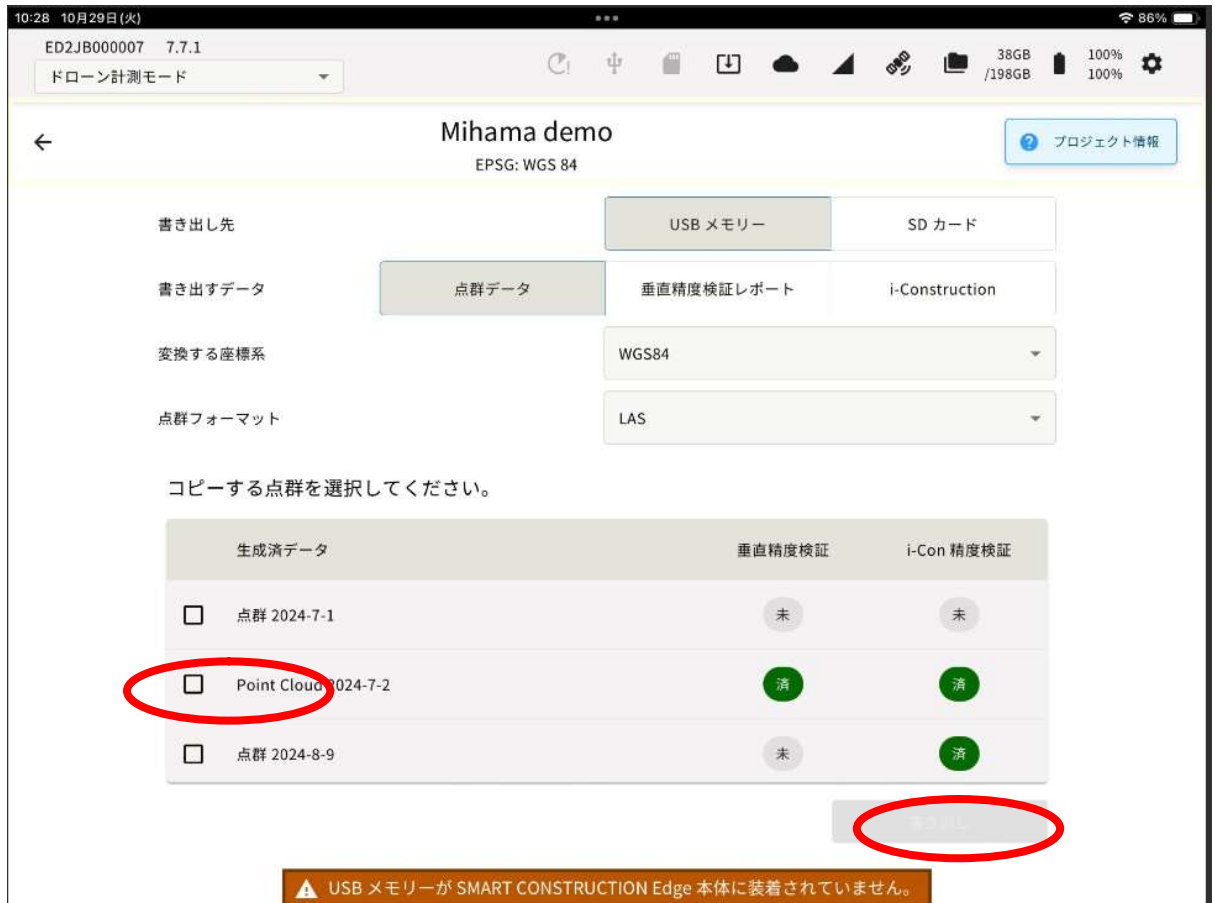 10:28 10月29日(火) 86%
ED2JB000007 7.7.1
ドローン計測モード
38GB
/198GB
100%
100%
Mihama demo
EPSG: WGS 84
プロジェクト情報
書き出し先 USB メモリー SD カード
書き出すデータ 点群データ 垂直精度検証レポート i-Construction
変換する座標系 WGS84
点群フォーマット LAS
コピーする点群を選択してください。
生成済データ 垂直精度検証 i-Con 精度検証
点群 2024-7-1 未 未
Point Cloud 2024-7-2 済 済
点群 2024-8-9 未 済
USB メモリーが SMART CONSTRUCTION Edge 本体に装着されていません。